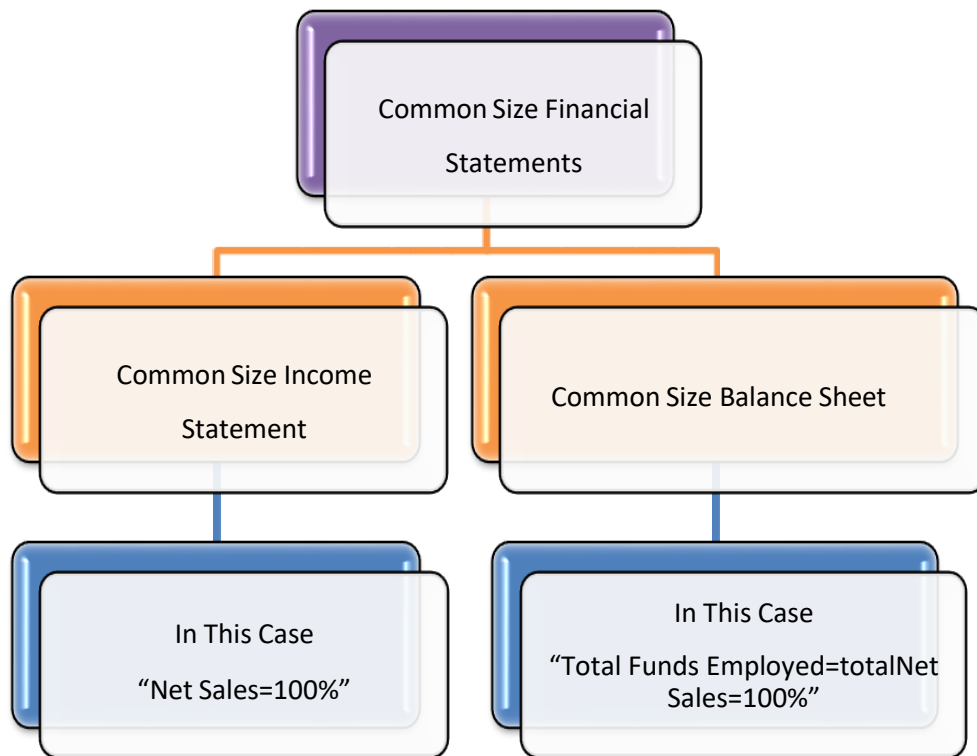 Common Size Financial
Statements
Common Size Income
Statement
Common Size Balance Sheet
In This Case
“Net Sales=100%”
In This Case
“Total Funds Employed=totalNet
Sales=100%”